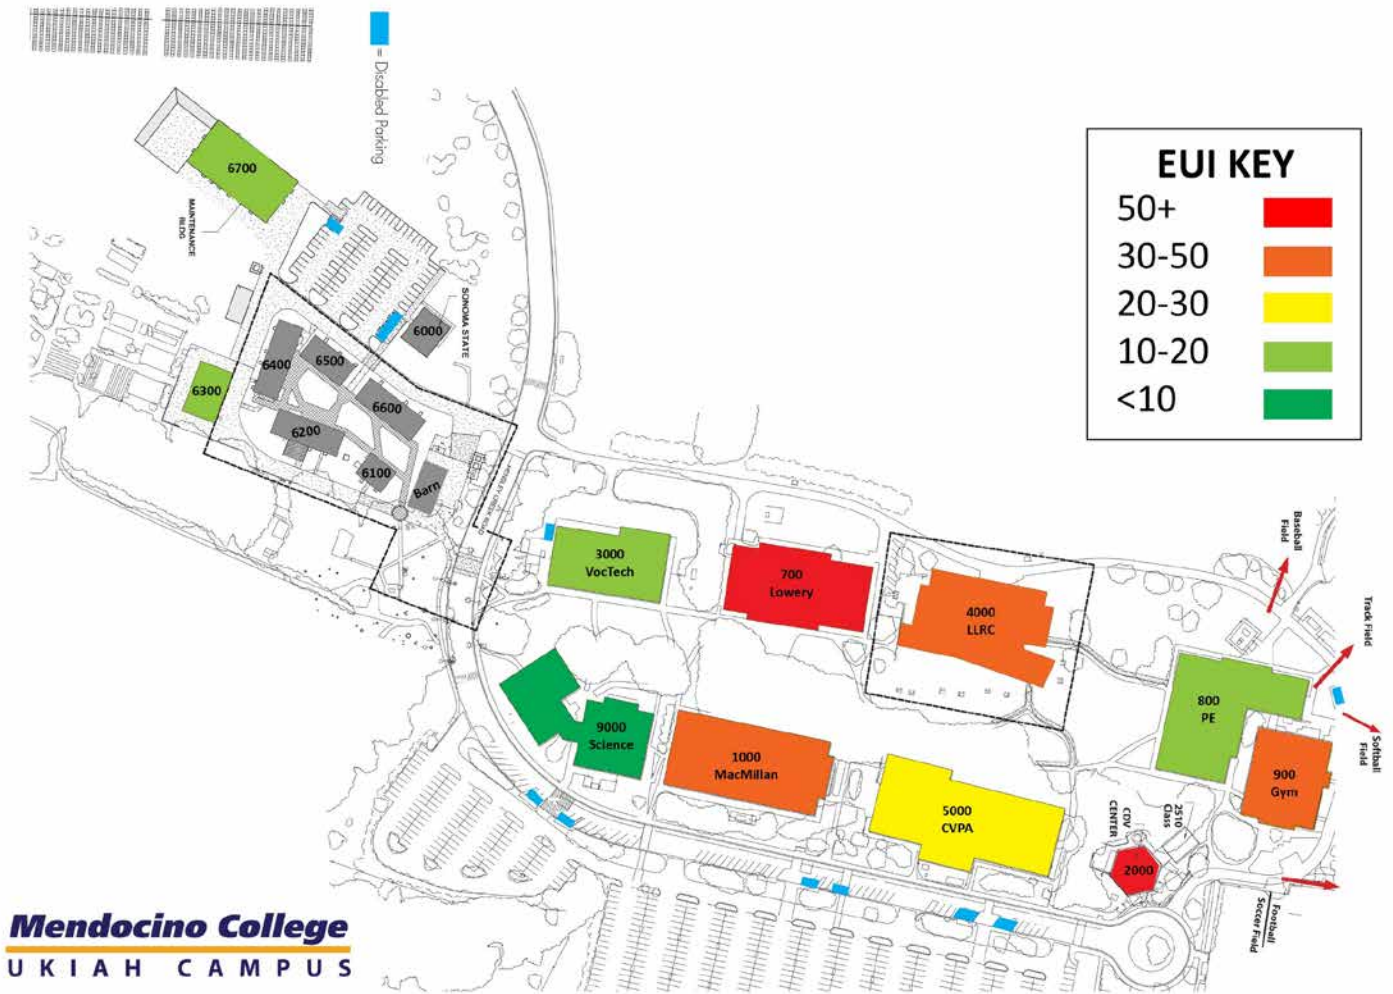 = Disabled Parking
EUI KEY
50+
30-50
20-30
10-20
<10
6700
MAINTENANCE
BLDG
SONOMA STATE
6000
6400
6500
6300
6600
6200
6100
Barn
HENSLEY CREEK ROAD
3000
VocTech
700
Lowery
4000
LLRC
Baseball
Field
Track Field
800
PE
Softball
Field
9000
Science
1000
MacMillan
900
Gym
5000
CVPA
2510
Class
CDV
CENTER
2000
Football
Soccer Field
Mendocino College
UKIAH CAMPUS